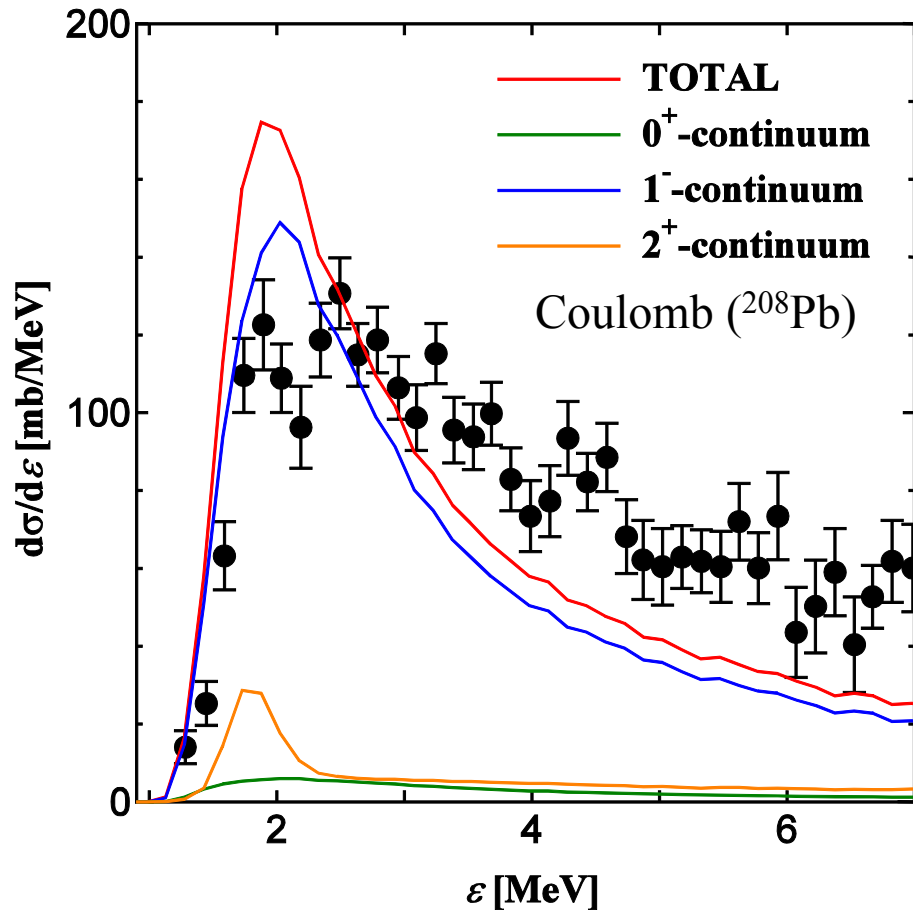 200
TOTAL
0⁺-continuum
1⁻-continuum
2⁺-continuum
Coulomb (²⁰⁸Pb)
dσ/dε [mb/MeV]
100
0
2
4
6
ε [MeV]